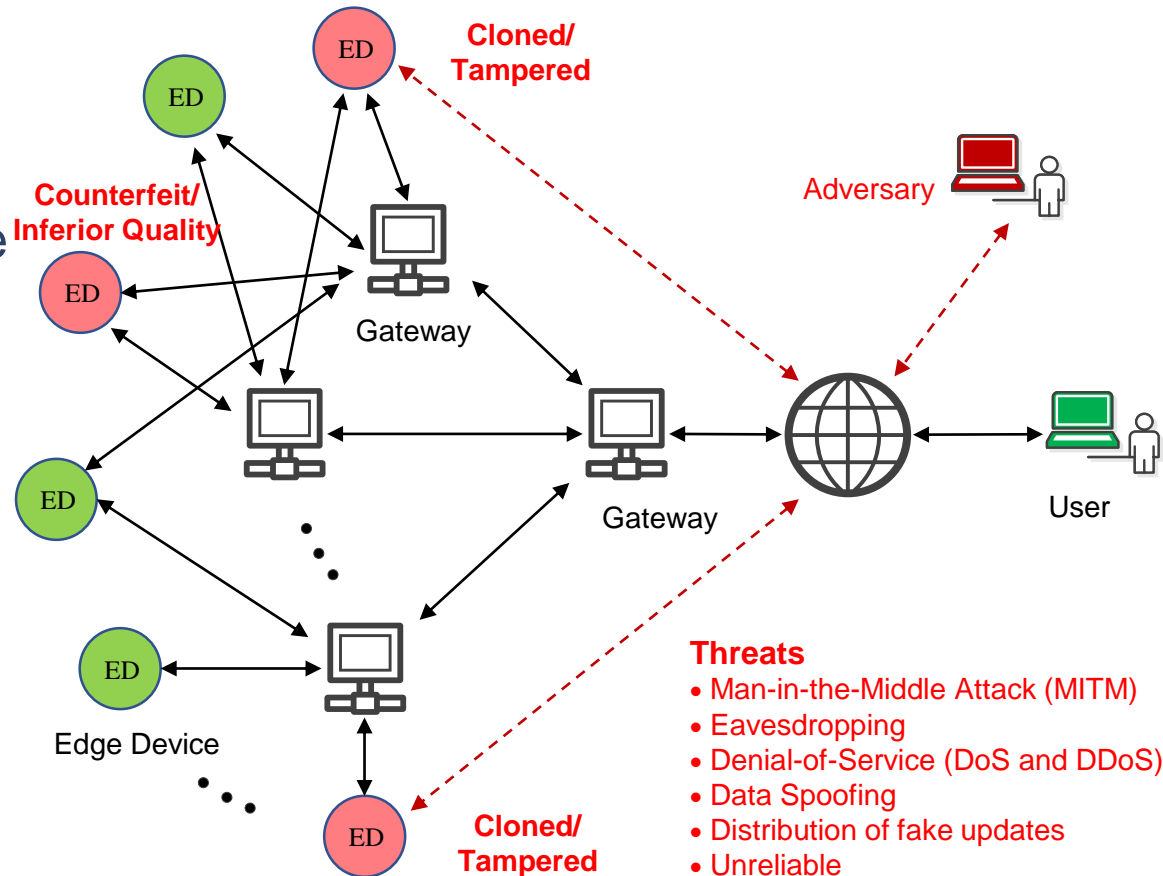 ED
Cloned/
Tampered
ED
Adversary
Counterfeit/
Inferior Quality
e
ED
Gateway
ED
Gateway
User
ED
Edge Device
Threats
• Man-in-the-Middle Attack (MITM)
• Eavesdropping
• Denial-of-Service (DoS and DDoS)
• Data Spoofing
• Distribution of fake updates
• Unreliable
ED
Cloned/
Tampered